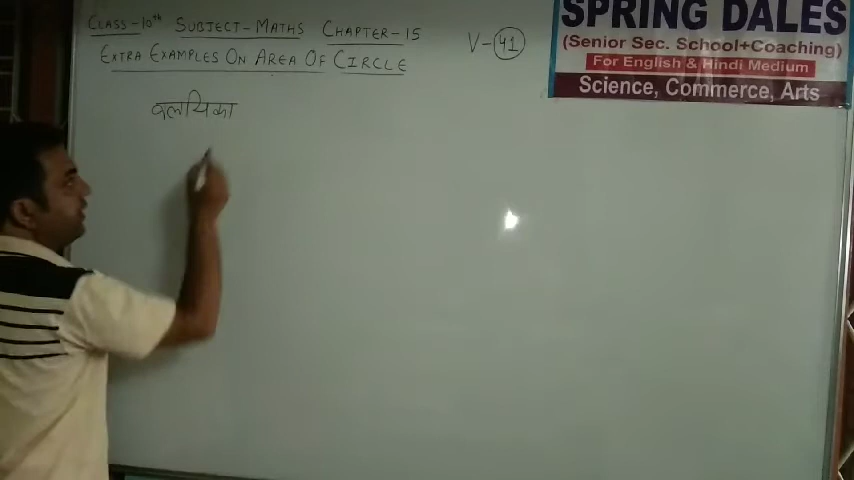 CLASS-10th SUBJECT-MATHS CHAPTER-15
EXTRA EXAMPLES ON AREA OF CIRCLE
V-41
SPRING DALES
(Senior Sec. School+Coaching)
For English & Hindi Medium
Science, Commerce, Arts
वलयिका